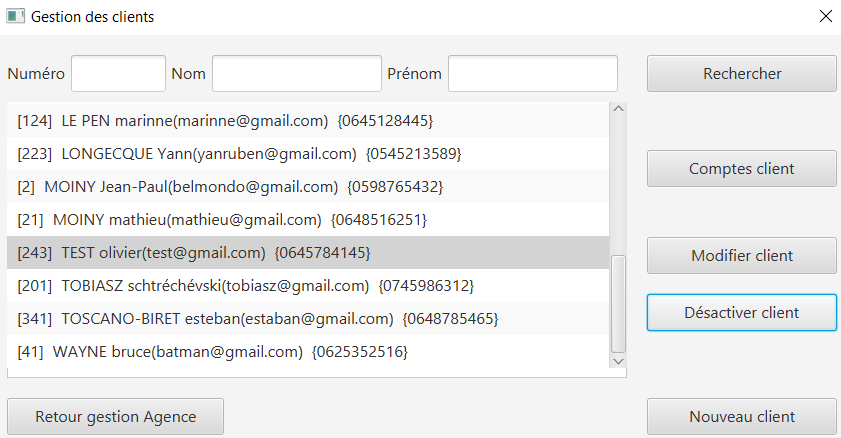 Gestion des clients
Numéro Nom Prénom Rechercher
[124] LE PEN marinne(marinne@gmail.com) {0645128445}
[223] LONGECQUE Yann(yanruben@gmail.com) {0545213589}
Comptes client
[2] MOINY Jean-Paul(belmondo@gmail.com) {0598765432}
[21] MOINY mathieu(mathieu@gmail.com) {0648516251}
[243] TEST olivier(test@gmail.com) {0645784145}
Modifier client
[201] TOBIASZ schtréchévski(tobiasz@gmail.com) {0745986312}
Désactiver client
[341] TOSCANO-BIRET esteban(estaban@gmail.com) {0648785465}
[41] WAYNE bruce(batman@gmail.com) {0625352516}
Retour gestion Agence Nouveau client